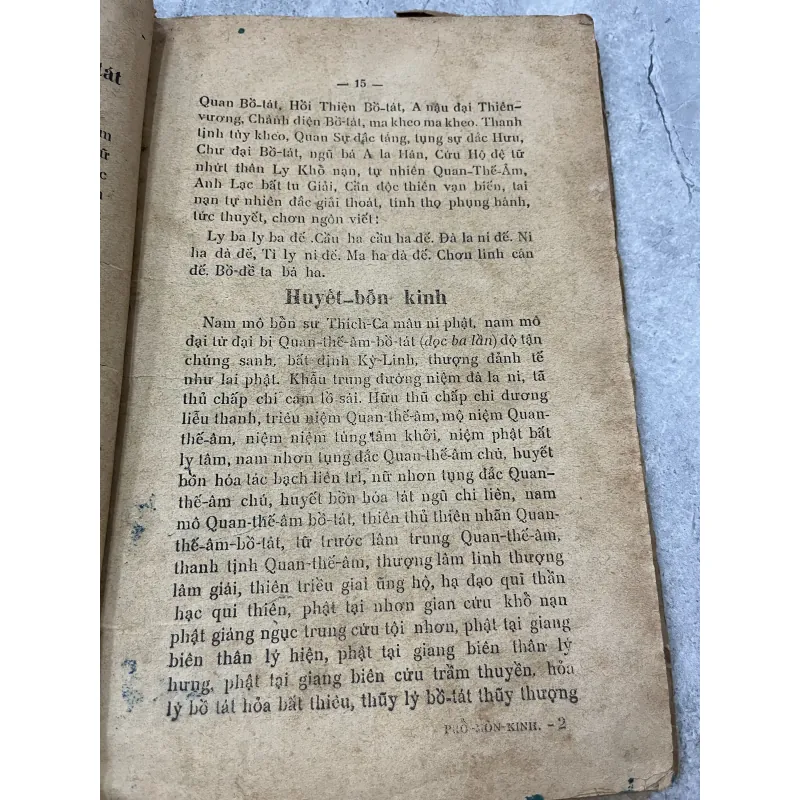 tát
— 15 —
Quan Bồ-tát, Hồi Thiện Bồ-tát, A nậu đại Thiên-
vương, Chánh điện Bồ-tát, ma kheo ma kheo. Thanh
tịnh tủy kheo, Quan Sự đắc táng, tụng sự đắc Hưu,
Chư đại Bồ-tát, ngũ bá A la Hán, Cứu Hộ đệ tử
nhứt thân Ly Khổ nạn, tự nhiên Quan-Thế-Âm,
Anh Lạc bất tu Giải, Cần độc thiên vạn biến, tai
nạn tự nhiên đắc giải thoát, tính thọ phụng hành,
tức thuyết, chơn ngôn viết:
Ly ba ly ba đế .Cầu ha cầu ha đế. Đà la ni đế. Ni
ha đà đế, Tì ly ni đế. Ma ha đà đế. Chơn linh cân
đế. Bồ-đề ta bà ha.
Huyết-bồn kinh
Nam mô bổn sư Thích-Ca mâu ni phật, nam mô
đại từ đại bi Quan-thế-âm-bồ-tát (đọc ba lần) độ tận
chúng sanh, bất định Kỳ-Linh, thượng đảnh tế
như lai phật. Khẩu trung đường niệm đà la ni, tả
thủ chấp chi cam lồ sái. Hữu thủ chấp chi dương
liễu thanh, triêu niệm Quan-thế-âm, mộ niệm Quan-
thế-âm, niệm niệm tùng tâm khởi, niệm phật bất
ly tâm, nam nhơn tụng đắc Quan-thế-âm chú, huyết
bồn hóa tác bạch liên trì, nữ nhơn tụng đắc Quan-
thế-âm chú, huyết bồn hóa tát ngũ chi liên, nam
mô Quan-thế-âm bồ-tát, thiên thủ thiên nhãn Quan-
thế-âm-bồ-tát, tử trước lâm trung Quan-thế-âm,
thanh tịnh Quan-thế-âm, thượng lâm linh thượng
lâm giải, thiên triều giai ủng hộ, hạ đạo qui thần
hạc qui thiên, phật tại nhơn gian cứu khổ nạn
phật giảng ngục trung cứu tội nhơn, phật tại giang
biên thân lý hiện, phật tại giang biên thân lý
hưng, phật tại giang biên cứu trầm thuyền, hỏa
lý bồ tát hỏa bất thiêu, thủy lý bồ-tát thủy thượng
PHỔ-MÔN-KINH. - 2